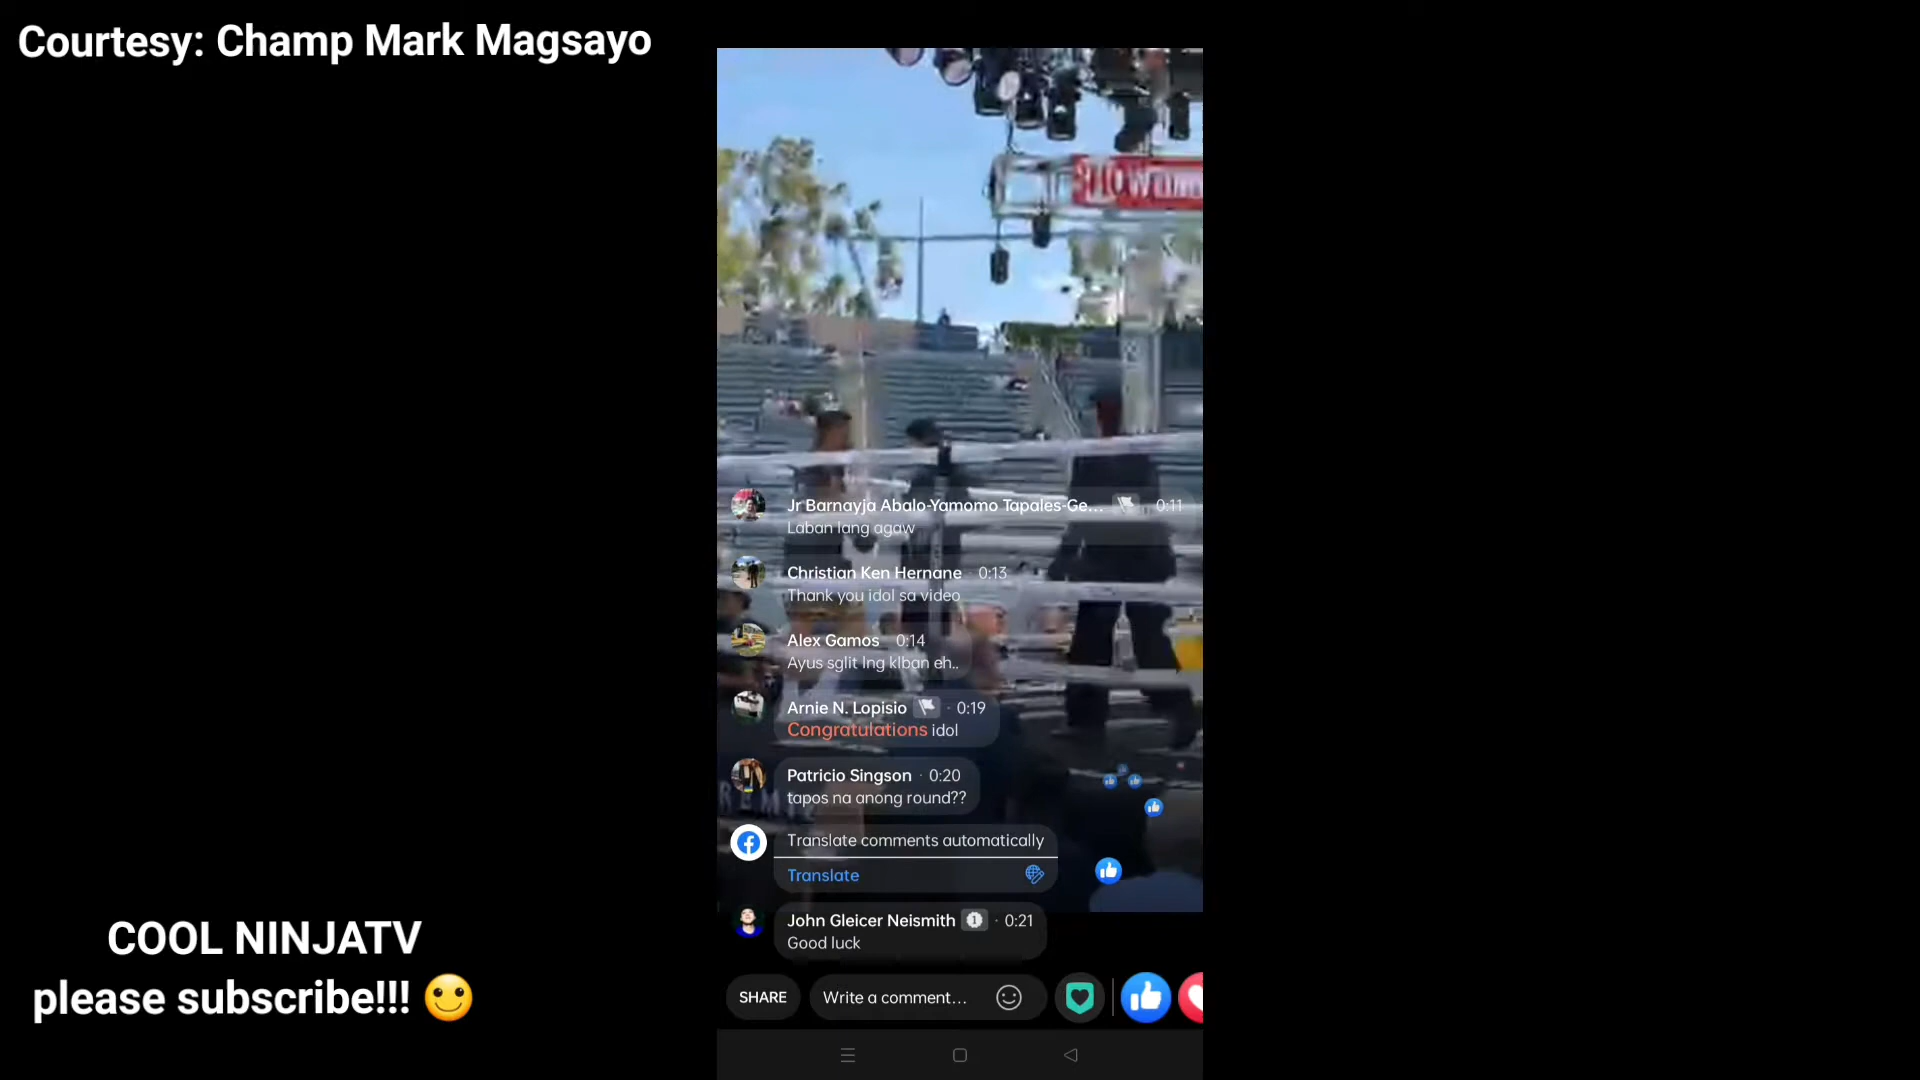 Courtesy: Champ Mark Magsayo
SHOWTIME
Jr Barnayja Abalo-Yamomo Tapales-Ge... 0:11
Laban lang agaw
Christian Ken Hernane · 0:13
Thank you idol sa video
Alex Gamos 0:14
Ayus sglit lng klban eh..
Arnie N. Lopisio · 0:19
Congratulations idol
Patricio Singson · 0:20
tapos na anong round??
Translate comments automatically
Translate
John Gleicer Neismith 1 · 0:21
Good luck
SHARE
Write a comment...
COOL NINJATV
please subscribe!!! 🙂